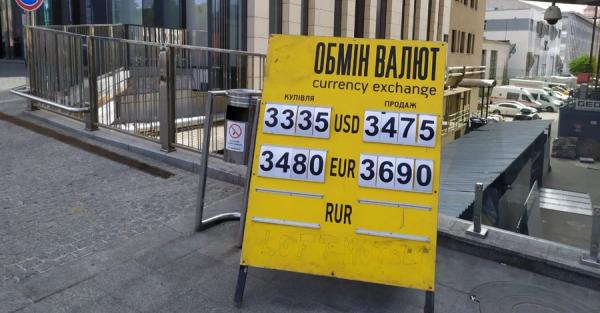 ОБМІН ВАЛЮТ
currency exchange
КУПІВЛЯ ПРОДАЖ
3335 USD 3475
3480 EUR 3690
RUR